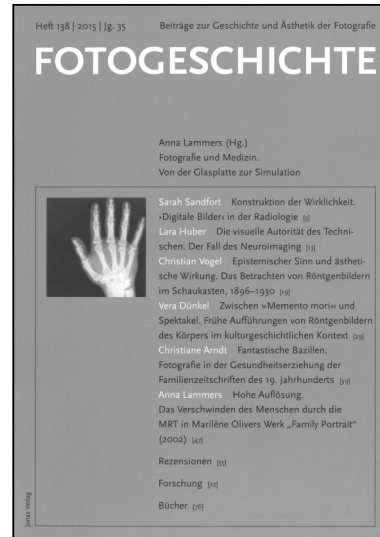 Heft 138 | 2015 | Jg. 35 Beiträge zur Geschichte und Ästhetik der Fotografie
FOTOGESCHICHTE
Anna Lammers (Hg.)
Fotografie und Medizin.
Von der Glasplatte zur Simulation
Sarah Sandfort Konstruktion der Wirklichkeit.
›Digitale Bilder‹ in der Radiologie [5]
Lara Huber Die visuelle Autorität des Techni-
schen. Der Fall des Neuroimaging [13]
Christian Vogel Epistemischer Sinn und ästheti-
sche Wirkung. Das Betrachten von Röntgenbildern
im Schaukasten, 1896–1930 [19]
Vera Dünkel Zwischen »Memento mori« und
Spektakel. Frühe Aufführungen von Röntgenbildern
des Körpers im kulturgeschichtlichen Kontext [29]
Christiane Arndt Fantastische Bazillen.
Fotografie in der Gesundheitserziehung der
Familienzeitschriften des 19. Jahrhunderts [39]
Anna Lammers Hohe Auflösung.
Das Verschwinden des Menschen durch die
MRT in Marilène Olivers Werk „Family Portrait“
(2002) [47]
Rezensionen [55]
Forschung [72]
Bücher [76]
Jonas Verlag